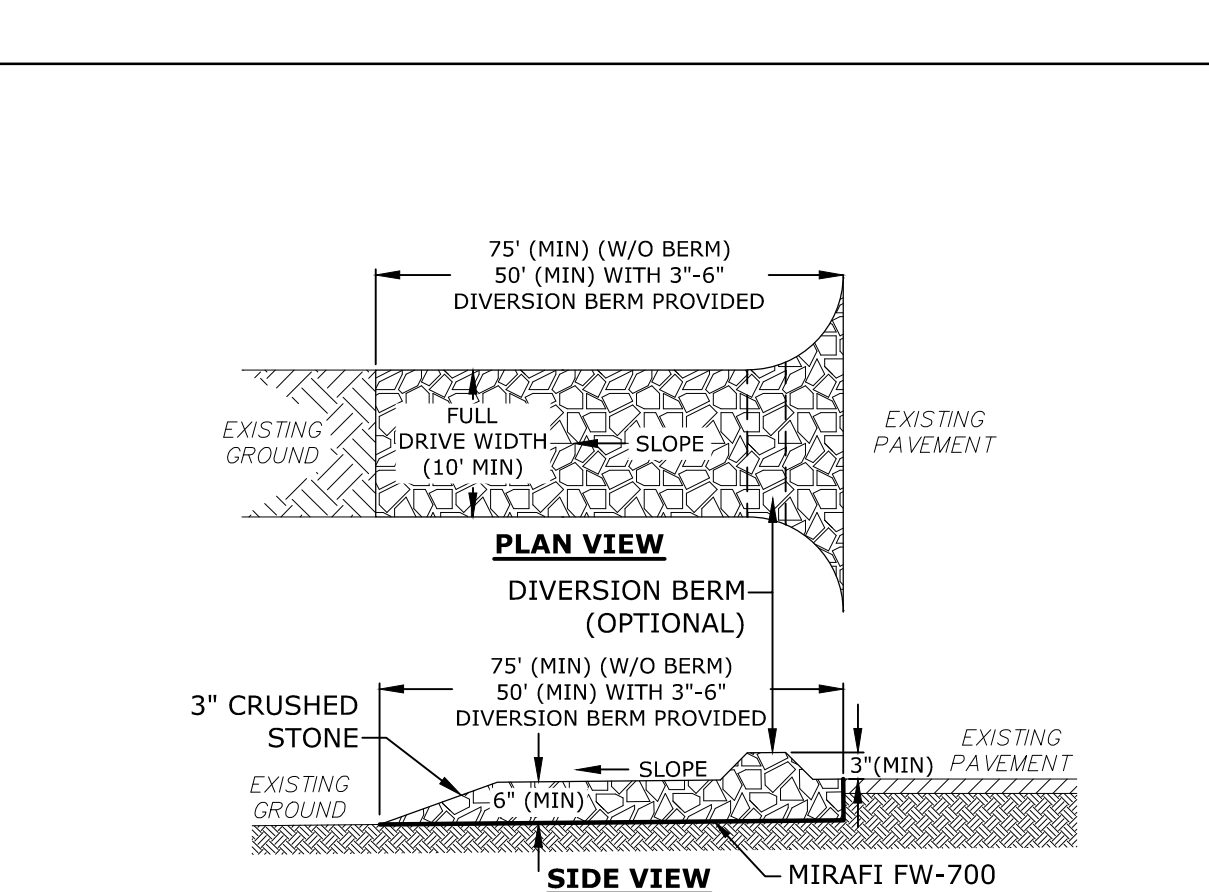 75' (MIN) (W/O BERM)
50' (MIN) WITH 3"-6"
DIVERSION BERM PROVIDED
EXISTING
GROUND
FULL
DRIVE WIDTH
(10' MIN)
SLOPE
EXISTING
PAVEMENT
PLAN VIEW
DIVERSION BERM
(OPTIONAL)
75' (MIN) (W/O BERM)
50' (MIN) WITH 3"-6"
DIVERSION BERM PROVIDED
3" CRUSHED
STONE
EXISTING
GROUND
6" (MIN)
SLOPE
3"(MIN)
EXISTING
PAVEMENT
SIDE VIEW
MIRAFI FW-700